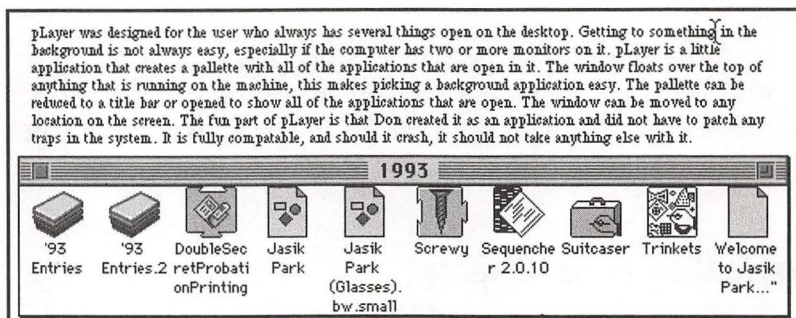 pLayer was designed for the user who always has several things open on the desktop. Getting to something in the
background is not always easy, especially if the computer has two or more monitors on it. pLayer is a little
application that creates a pallette with all of the applications that are open in it. The window floats over the top of
anything that is running on the machine, this makes picking a background application easy. The pallette can be
reduced to a title bar or opened to show all of the applications that are open. The window can be moved to any
location on the screen. The fun part of pLayer is that Don created it as an application and did not have to patch any
traps in the system. It is fully compatable, and should it crash, it should not take anything else with it.
1993
'93
Entries
'93
Entries.2
DoubleSec
retProbati
onPrinting
Jasik
Park
Jasik
Park
(Glasses).
bw.small
Screwy
Sequenche
r 2.0.10
Suitcaser
Trinkets
Welcome
to Jasik
Park..."